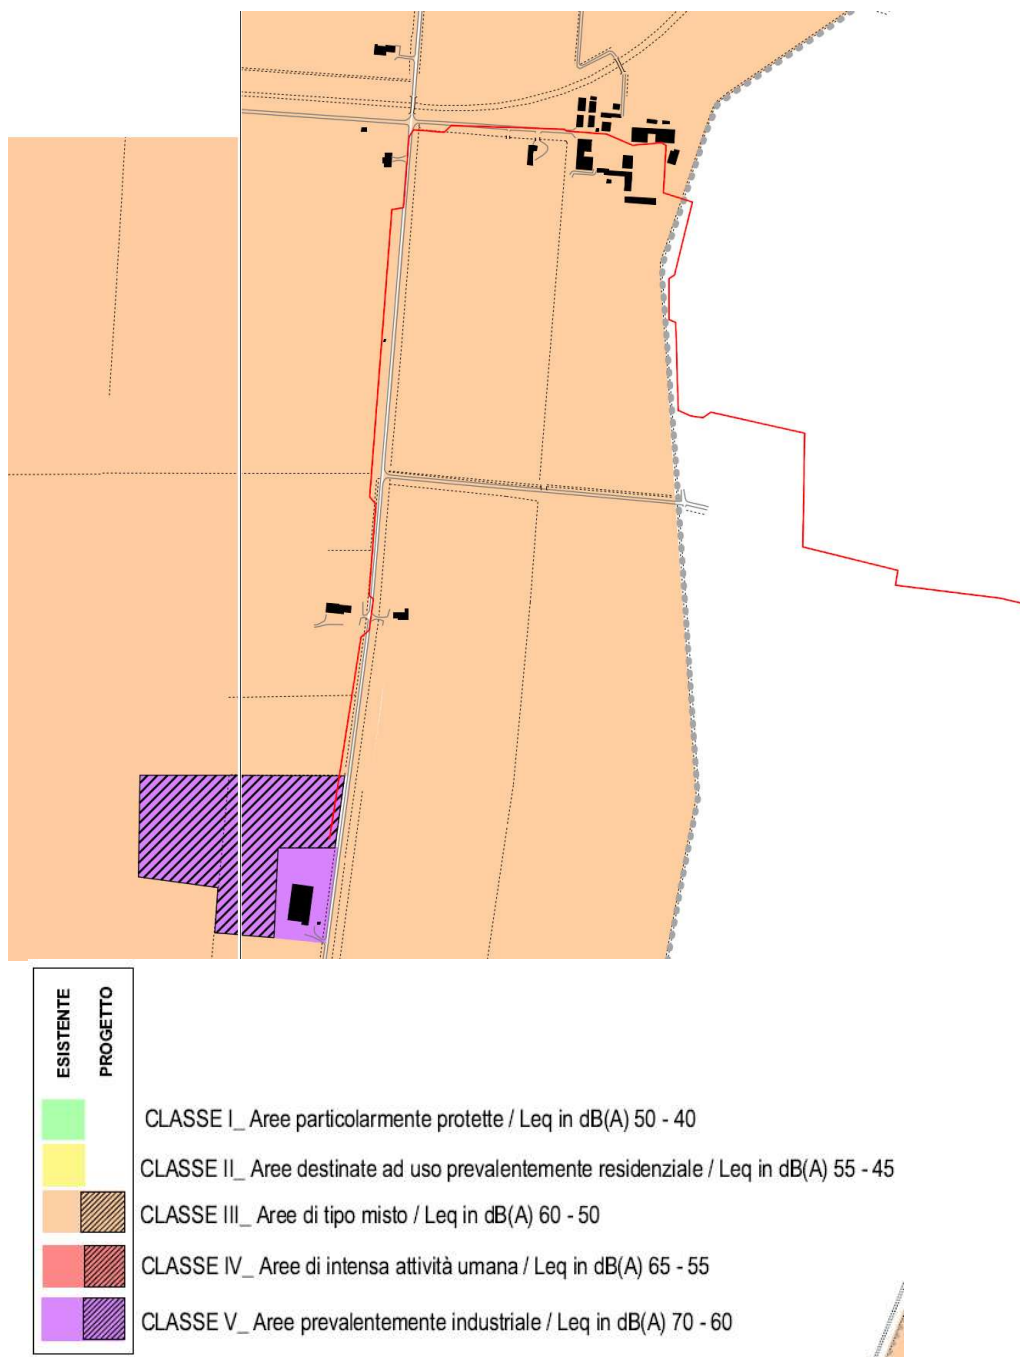 ESISTENTE
PROGETTO
CLASSE I_ Aree particolarmente protette / Leq in dB(A) 50 - 40
CLASSE II_ Aree destinate ad uso prevalentemente residenziale / Leq in dB(A) 55 - 45
CLASSE III_ Aree di tipo misto / Leq in dB(A) 60 - 50
CLASSE IV_ Aree di intensa attività umana / Leq in dB(A) 65 - 55
CLASSE V_ Aree prevalentemente industriale / Leq in dB(A) 70 - 60